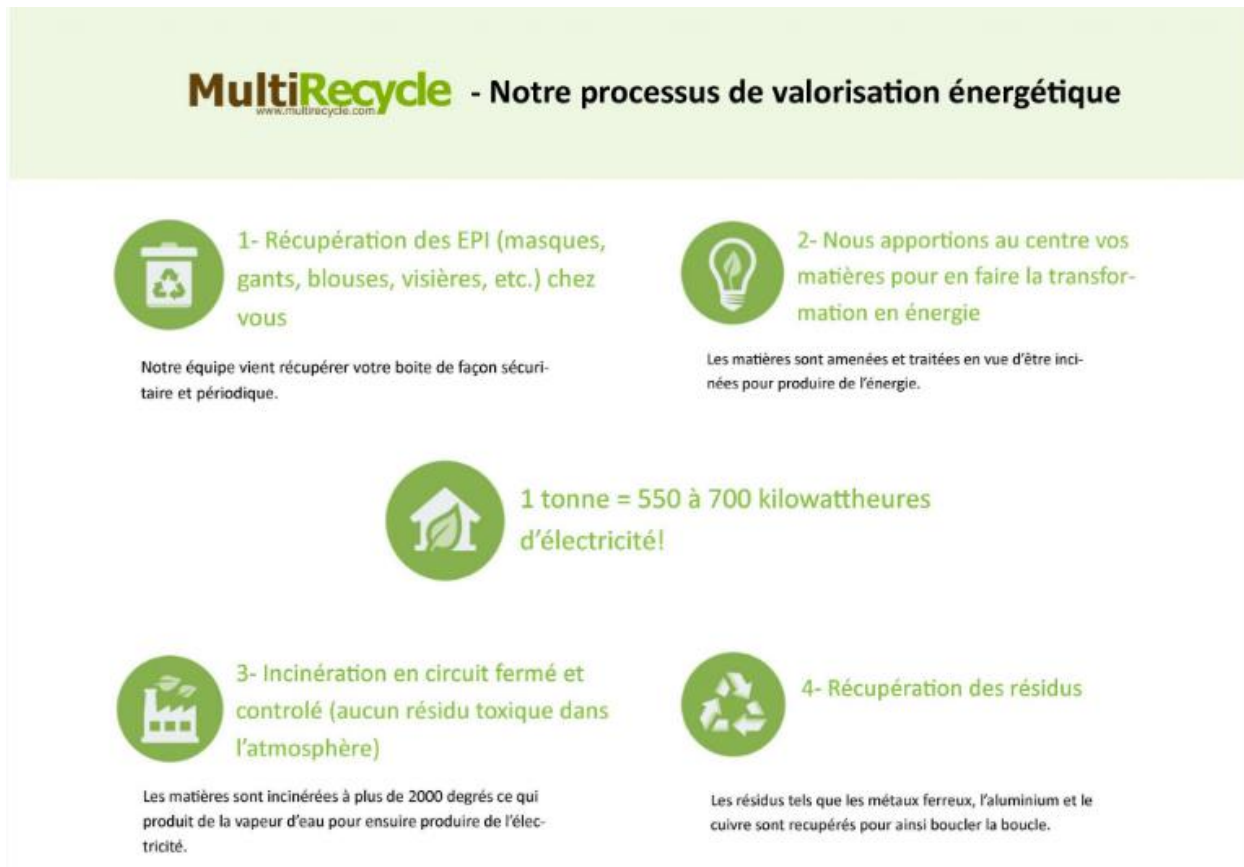 MultiRecycle - Notre processus de valorisation énergétique
www.multirecycle.com
1- Récupération des EPI (masques,
gants, blouses, visières, etc.) chez
vous
Notre équipe vient récupérer votre boite de façon sécuri-
taire et périodique.
2- Nous apportions au centre vos
matières pour en faire la transfor-
mation en énergie
Les matières sont amenées et traitées en vue d'être inci-
nées pour produire de l'énergie.
1 tonne = 550 à 700 kilowattheures
d'électricité!
3- Incinération en circuit fermé et
controlé (aucun résidu toxique dans
l'atmosphère)
Les matières sont incinérées à plus de 2000 degrés ce qui
produit de la vapeur d'eau pour ensuire produire de l'élec-
tricité.
4- Récupération des résidus
Les résidus tels que les métaux ferreux, l'aluminium et le
cuivre sont recupérés pour ainsi boucler la boucle.